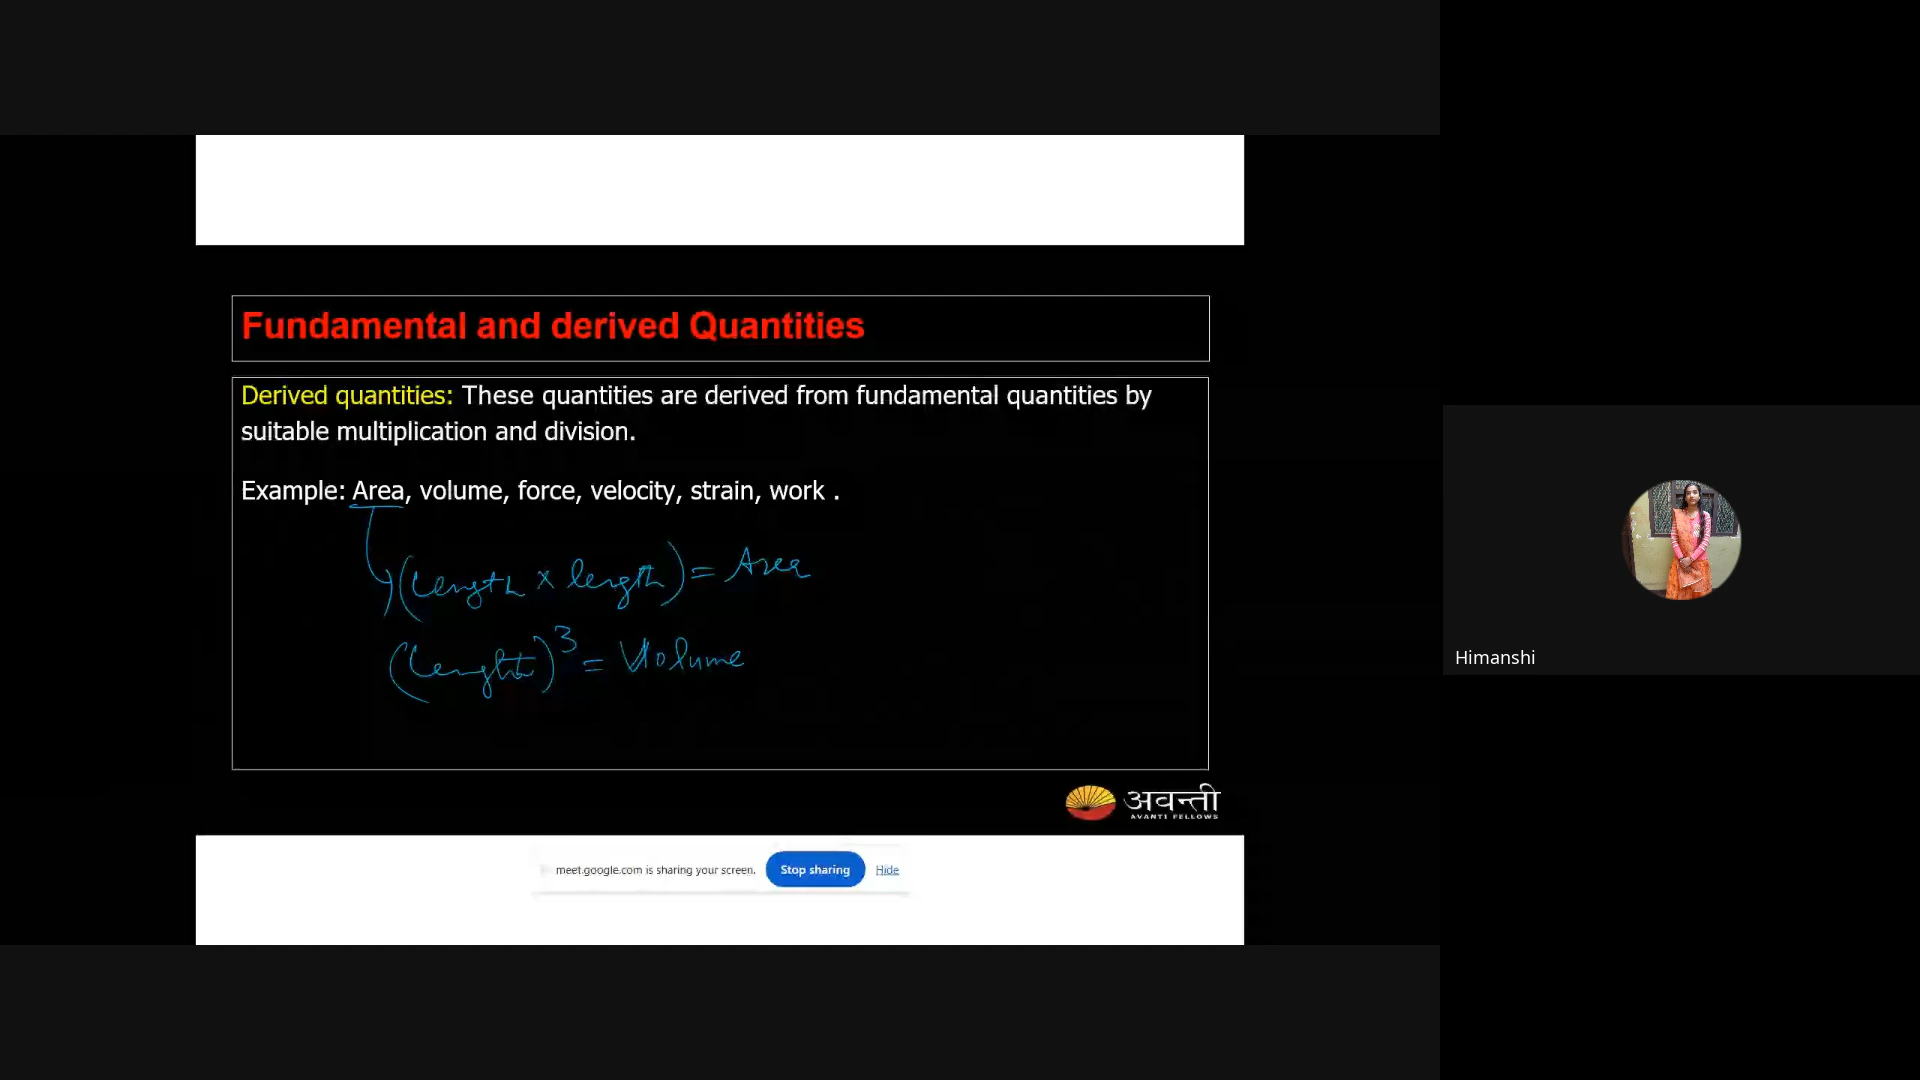 Fundamental and derived Quantities
Derived quantities: These quantities are derived from fundamental quantities by
suitable multiplication and division.
Example: Area, volume, force, velocity, strain, work .
(Length x length) = Area
(Lenght)³ = Volume
Himanshi
अवन्ती
AVANTI FELLOWS
meet.google.com is sharing your screen. Stop sharing Hide